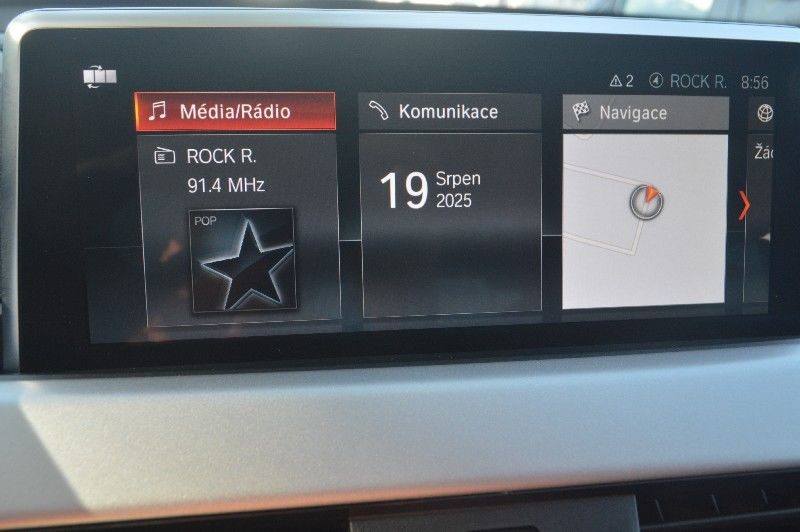 2 ROCK R. 8:56
Média/Rádio
Komunikace
Navigace
ROCK R.
91.4 MHz
POP
19 Srpen
2025